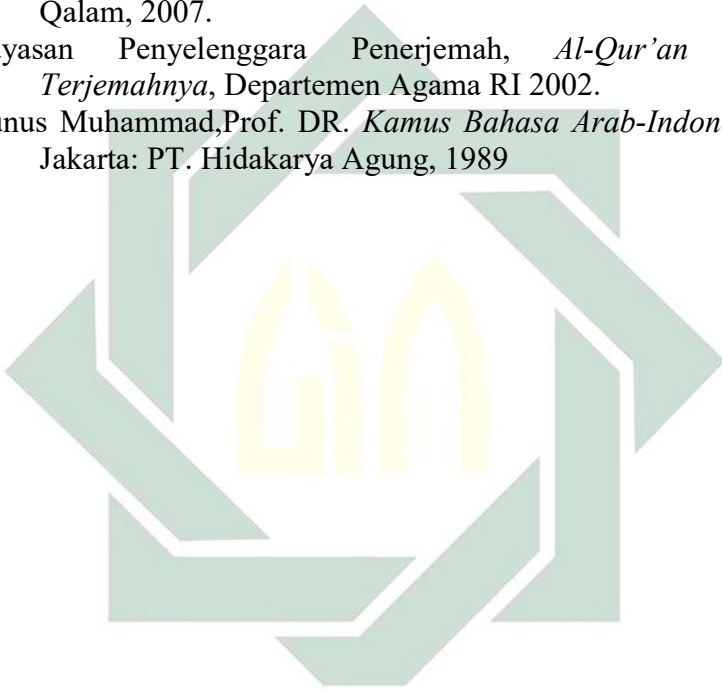 Qalam, 2007.
yasan Penyelenggara Penerjemah, Al-Qur’an
Terjemahnya, Departemen Agama RI 2002.
unus Muhammad,Prof. DR. Kamus Bahasa Arab-Indon
Jakarta: PT. Hidakarya Agung, 1989